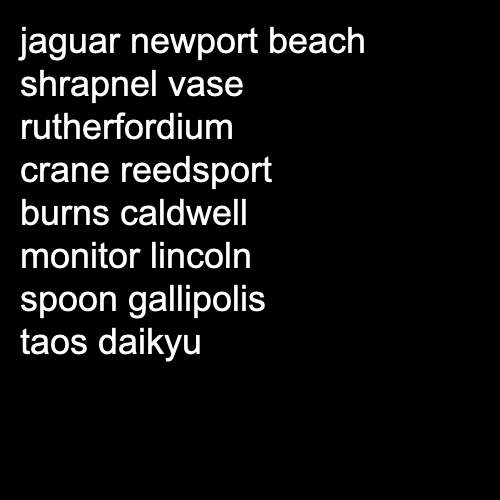 jaguar newport beach
shrapnel vase
rutherfordium
crane reedsport
burns caldwell
monitor lincoln
spoon gallipolis
taos daikyu